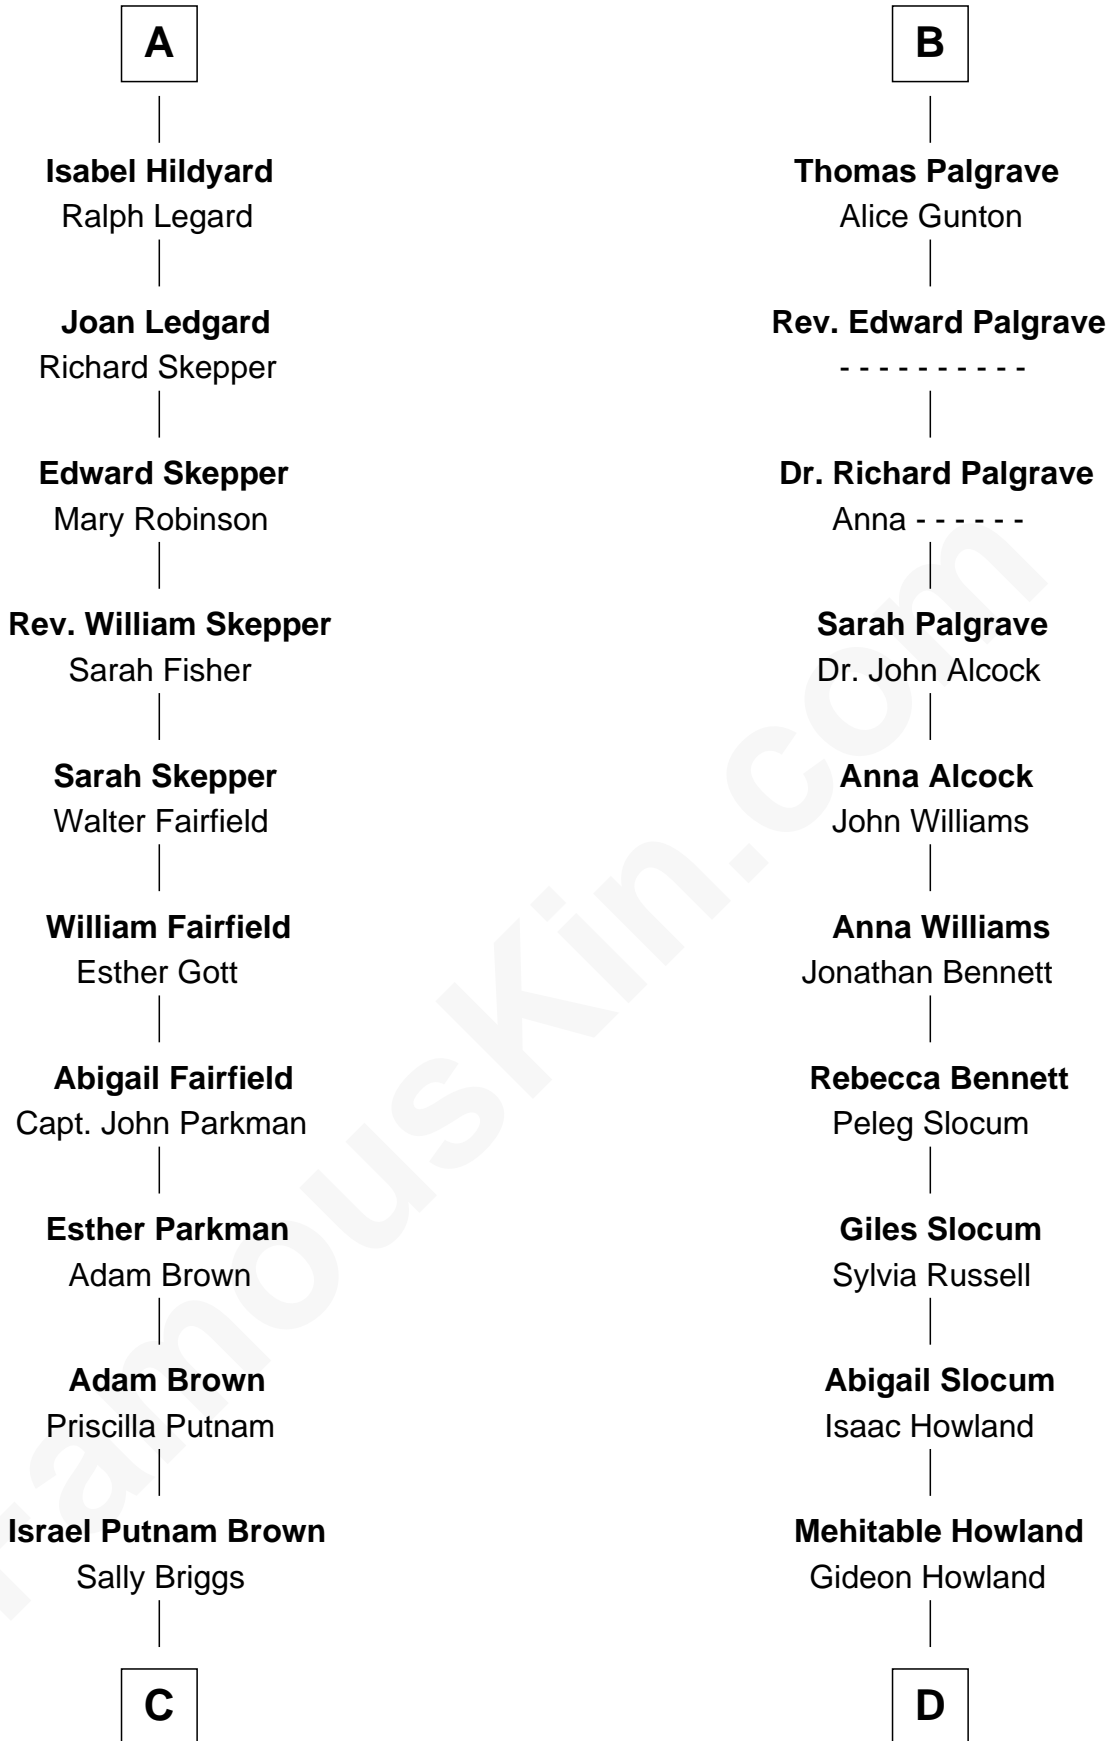 A
Isabel Hildyard
Ralph Legard
Joan Ledgard
Richard Skepper
Edward Skepper
Mary Robinson
Rev. William Skepper
Sarah Fisher
Sarah Skepper
Walter Fairfield
William Fairfield
Esther Gott
Abigail Fairfield
Capt. John Parkman
Esther Parkman
Adam Brown
Adam Brown
Priscilla Putnam
Israel Putnam Brown
Sally Briggs
C
B
Thomas Palgrave
Alice Gunton
Rev. Edward Palgrave
- - - - - - - - - -
Dr. Richard Palgrave
Anna - - - - - -
Sarah Palgrave
Dr. John Alcock
Anna Alcock
John Williams
Anna Williams
Jonathan Bennett
Rebecca Bennett
Peleg Slocum
Giles Slocum
Sylvia Russell
Abigail Slocum
Isaac Howland
Mehitable Howland
Gideon Howland
D
FamousKin.com